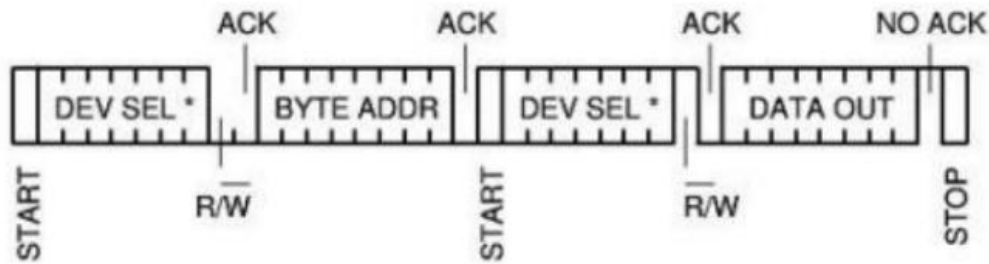 ACK ACK ACK NO ACK
DEV SEL * BYTE ADDR DEV SEL * DATA OUT
START R/W̅ START R̅/W STOP